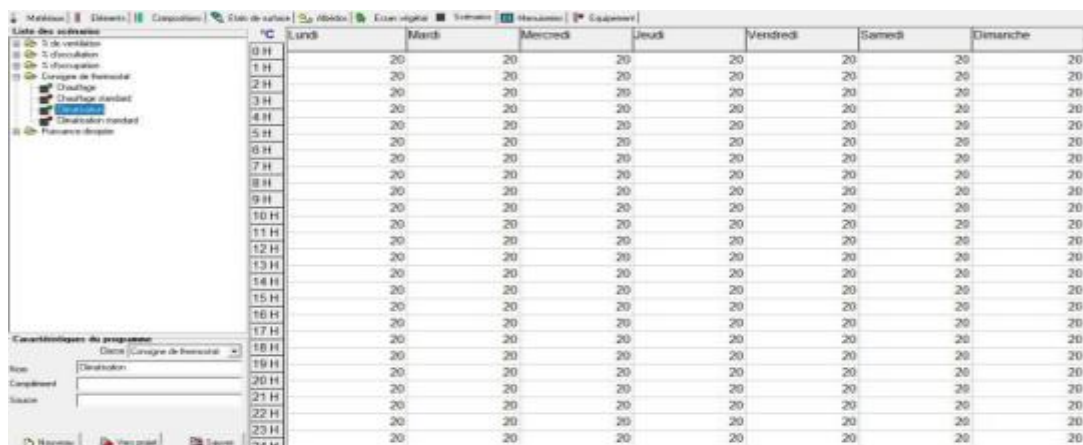 Matériaux Eléments Compositions Etats de surface Albédos Ecran végétal Scénarios Menuiseries Equipement
Liste des scénarios
% de ventilation
% d'occultation
% d'occupation
Consigne de thermostat
Chauffage
Chauffage standard
Climatisation
Climatisation standard
Puissance dissipée
°C Lundi Mardi Mercredi Jeudi Vendredi Samedi Dimanche
0 H
20 20 20 20 20 20 20
1 H
20 20 20 20 20 20 20
2 H
20 20 20 20 20 20 20
3 H
20 20 20 20 20 20 20
4 H
20 20 20 20 20 20 20
5 H
20 20 20 20 20 20 20
6 H
20 20 20 20 20 20 20
7 H
20 20 20 20 20 20 20
8 H
20 20 20 20 20 20 20
9 H
20 20 20 20 20 20 20
10 H
20 20 20 20 20 20 20
11 H
20 20 20 20 20 20 20
12 H
20 20 20 20 20 20 20
13 H
20 20 20 20 20 20 20
14 H
20 20 20 20 20 20 20
15 H
20 20 20 20 20 20 20
16 H
20 20 20 20 20 20 20
17 H
20 20 20 20 20 20 20
18 H
20 20 20 20 20 20 20
19 H
20 20 20 20 20 20 20
20 H
20 20 20 20 20 20 20
21 H
20 20 20 20 20 20 20
22 H
20 20 20 20 20 20 20
23 H
20 20 20 20 20 20 20
24 H
Caractéristiques du programme
Classe Consigne de thermostat
Nom Climatisation
Complément
Source
Nouveau Vers projet Sauver